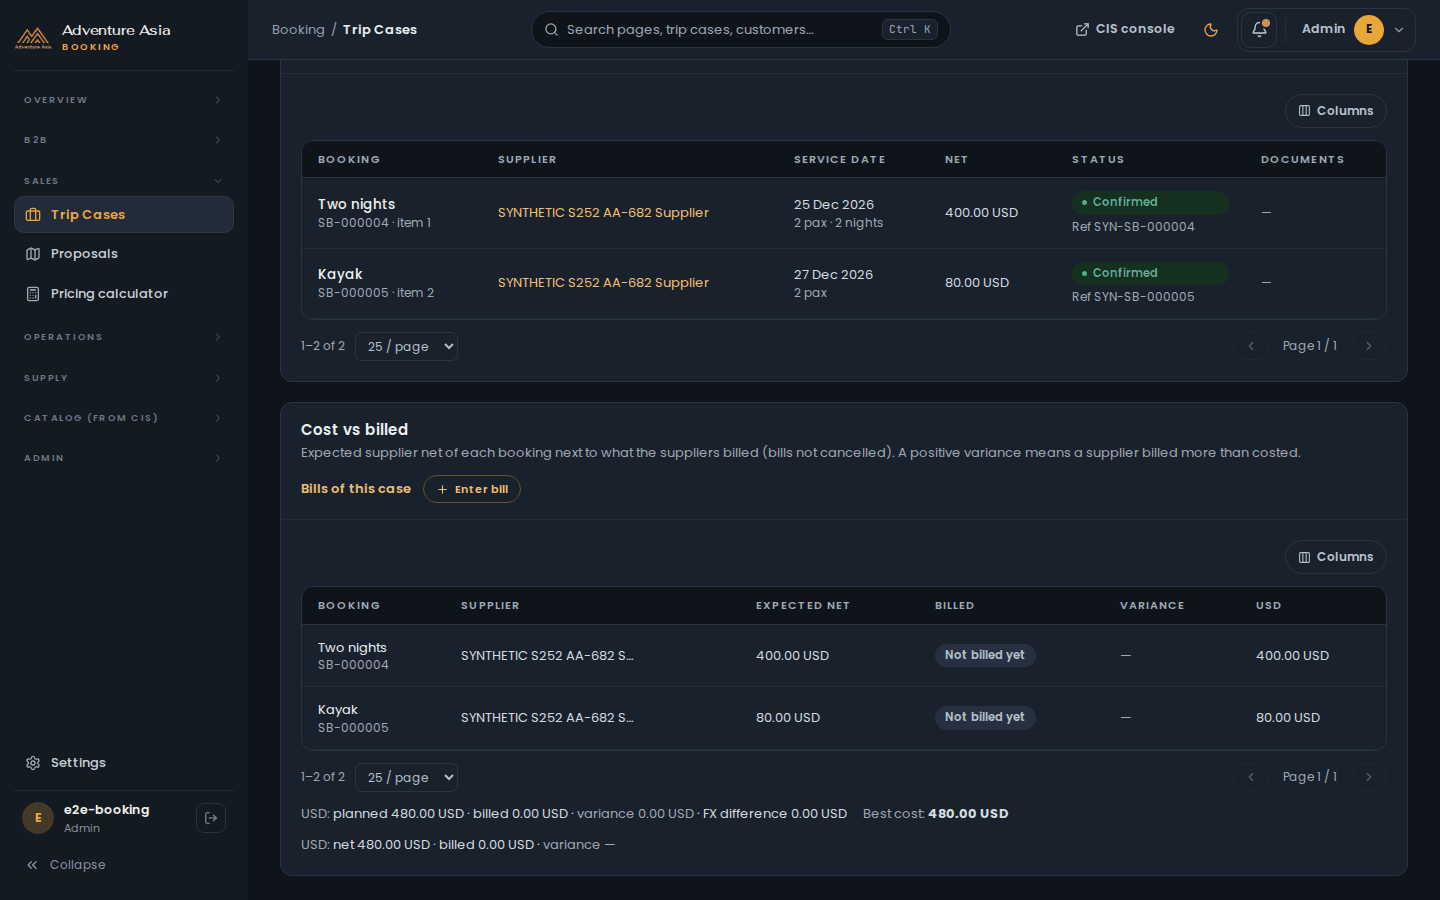 Adventure Asia
BOOKING
Adventure Asia
Booking / Trip Cases
Search pages, trip cases, customers...
Ctrl K
CIS console
Admin
E
OVERVIEW
B2B
SALES
Trip Cases
Proposals
Pricing calculator
OPERATIONS
SUPPLY
CATALOG (FROM CIS)
ADMIN
Settings
E
e2e-booking
Admin
Collapse
Columns
BOOKING SUPPLIER SERVICE DATE NET STATUS DOCUMENTS
Two nights
SB-000004 · item 1
SYNTHETIC S252 AA-682 Supplier
25 Dec 2026
2 pax · 2 nights
400.00 USD
Confirmed
Ref SYN-SB-000004
—
Kayak
SB-000005 · item 2
SYNTHETIC S252 AA-682 Supplier
27 Dec 2026
2 pax
80.00 USD
Confirmed
Ref SYN-SB-000005
—
1–2 of 2
25 / page
Page 1 / 1
Cost vs billed
Expected supplier net of each booking next to what the suppliers billed (bills not cancelled). A positive variance means a supplier billed more than costed.
Bills of this case
Enter bill
Columns
BOOKING SUPPLIER EXPECTED NET BILLED VARIANCE USD
Two nights
SB-000004
SYNTHETIC S252 AA-682 S...
400.00 USD
Not billed yet
—
400.00 USD
Kayak
SB-000005
SYNTHETIC S252 AA-682 S...
80.00 USD
Not billed yet
—
80.00 USD
1–2 of 2
25 / page
Page 1 / 1
USD: planned 480.00 USD · billed 0.00 USD · variance 0.00 USD · FX difference 0.00 USD Best cost: 480.00 USD
USD: net 480.00 USD · billed 0.00 USD · variance —